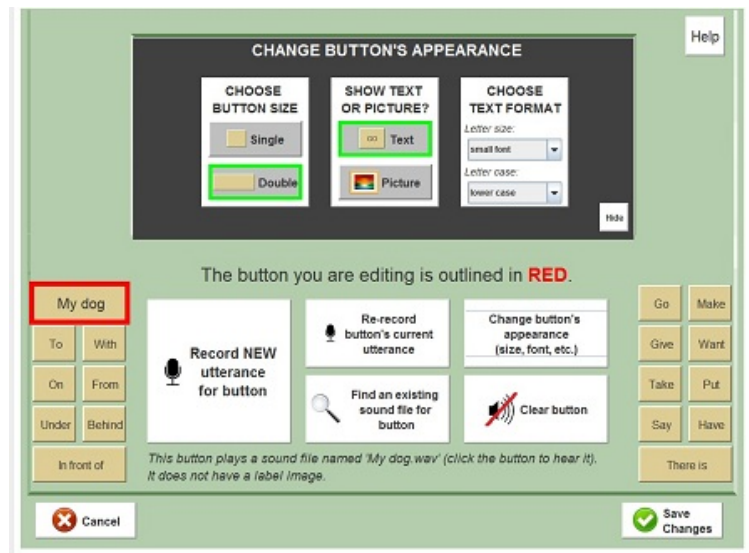 Help
CHANGE BUTTON'S APPEARANCE
CHOOSE
BUTTON SIZE
Single
Double
SHOW TEXT
OR PICTURE?
GO Text
Picture
CHOOSE
TEXT FORMAT
Letter size:
small font
Letter case:
lower case
Hide
The button you are editing is outlined in RED.
My dog
To With
On From
Under Behind
In front of
Record NEW
utterance
for button
Re-record
button's current
utterance
Change button's
appearance
(size, font, etc.)
Find an existing
sound file for
button
Clear button
This button plays a sound file named 'My dog.wav' (click the button to hear it).
It does not have a label image.
Go Make
Give Want
Take Put
Say Have
There is
Cancel
Save
Changes